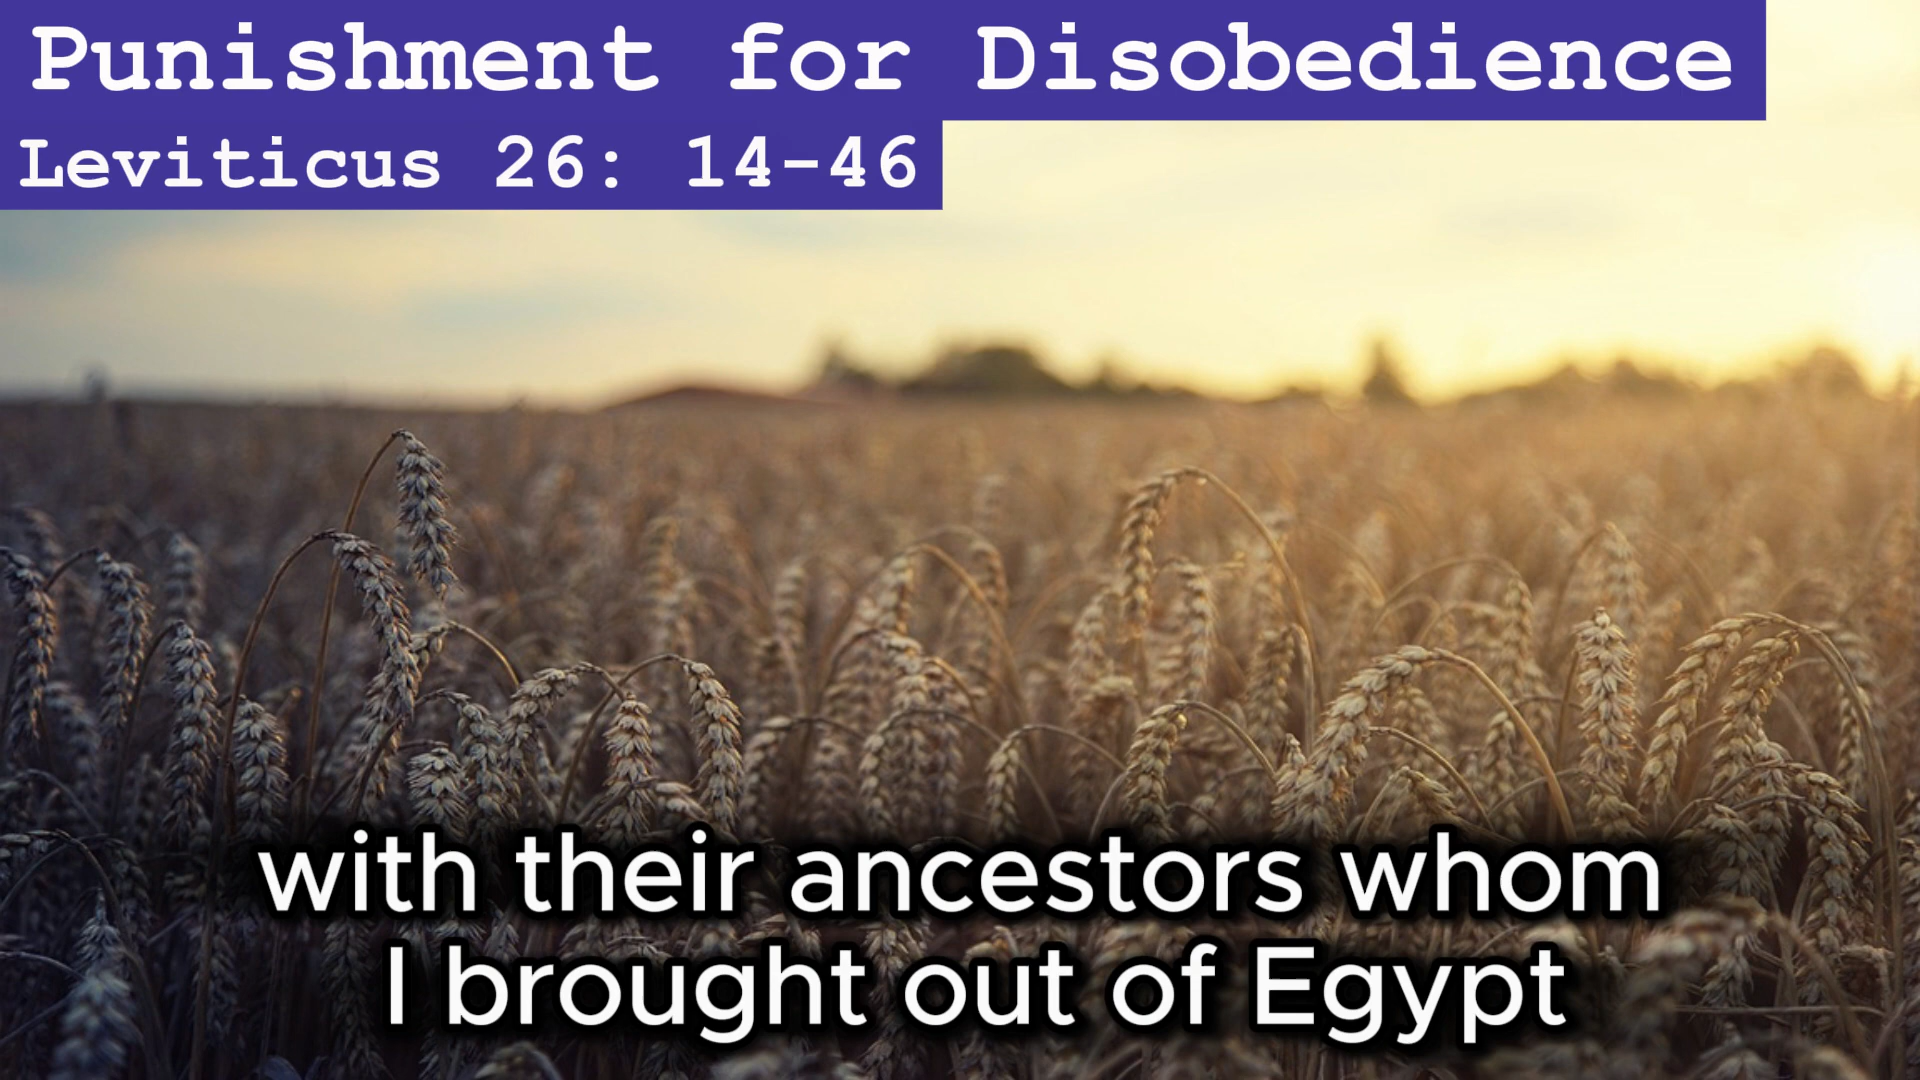 Punishment for Disobedience
Leviticus 26: 14-46
with their ancestors whom
I brought out of Egypt